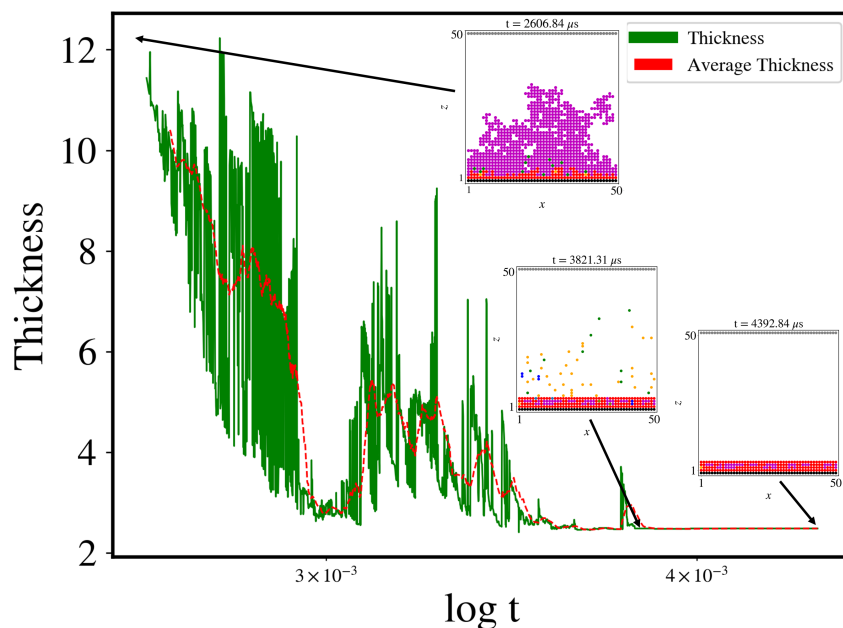 Thickness
12
10
8
6
4
2
3 × 10⁻³
4 × 10⁻³
log t
Thickness
Average Thickness
t = 2606.84 μs
50
z
1
1
50
x
t = 3821.31 μs
50
z
1
1
50
x
t = 4392.84 μs
50
z
1
1
50
x